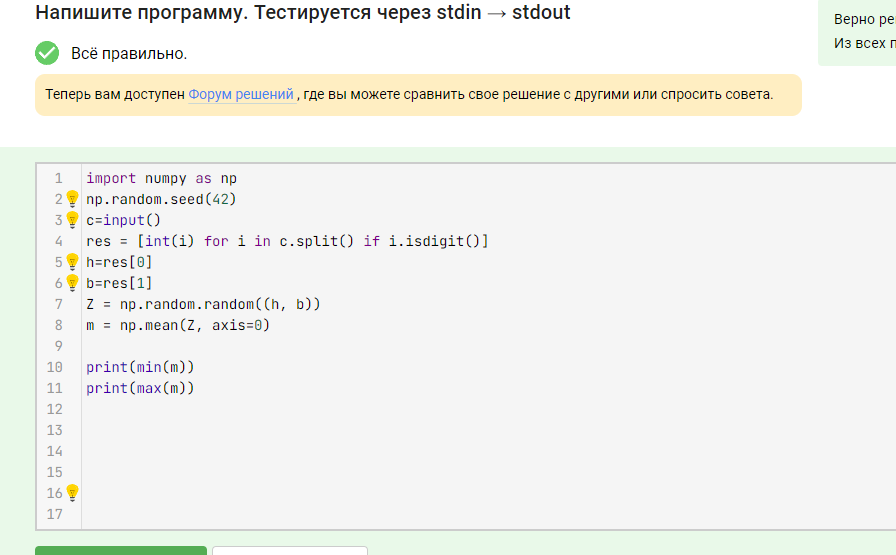 Напишите программу. Тестируется через stdin → stdout
Верно ре
Всё правильно.
Из всех п
Теперь вам доступен Форум решений , где вы можете сравнить свое решение с другими или спросить совета.
1 import numpy as np
2 np.random.seed(42)
3 c=input()
4 res = [int(i) for i in c.split() if i.isdigit()]
5 h=res[0]
6 b=res[1]
7 Z = np.random.random((h, b))
8 m = np.mean(Z, axis=0)
9
10 print(min(m))
11 print(max(m))
12
13
14
15
16
17